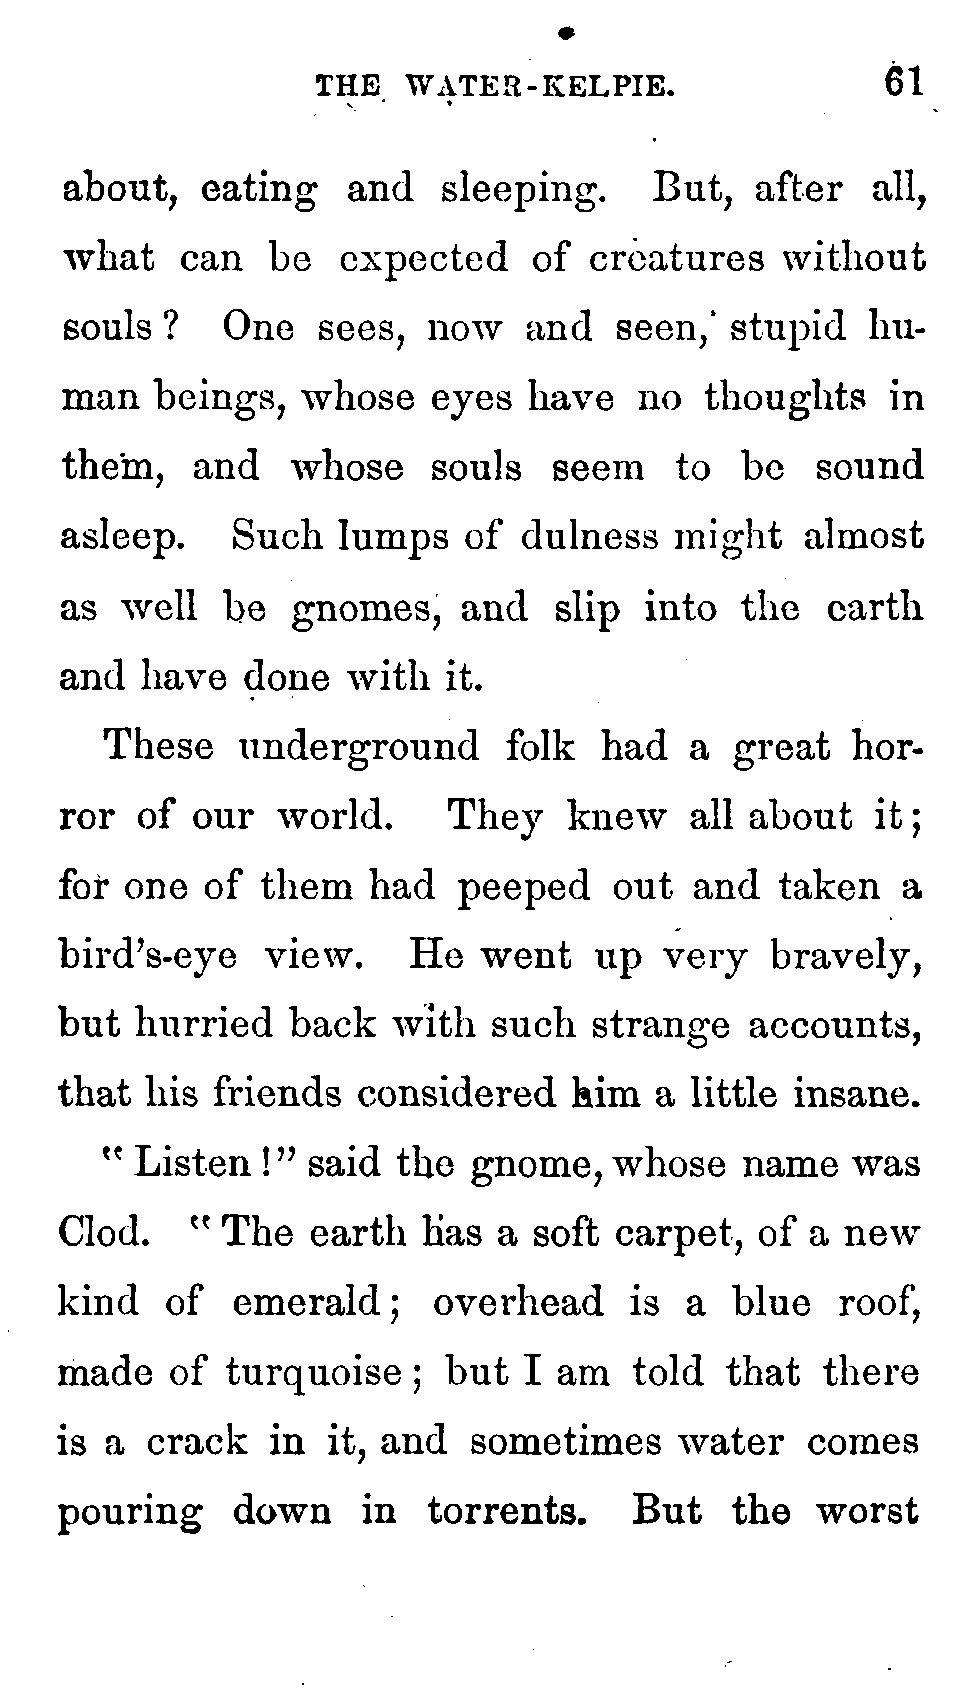 THE WATER-KELPIE. 61
about, eating and sleeping. But, after all,
what can be expected of creatures without
souls? One sees, now and seen, stupid hu-
man beings, whose eyes have no thoughts in
them, and whose souls seem to be sound
asleep. Such lumps of dulness might almost
as well be gnomes, and slip into the earth
and have done with it.
These underground folk had a great hor-
ror of our world. They knew all about it;
for one of them had peeped out and taken a
bird's-eye view. He went up very bravely,
but hurried back with such strange accounts,
that his friends considered him a little insane.
"Listen!" said the gnome, whose name was
Clod. "The earth has a soft carpet, of a new
kind of emerald; overhead is a blue roof,
made of turquoise; but I am told that there
is a crack in it, and sometimes water comes
pouring down in torrents. But the worst